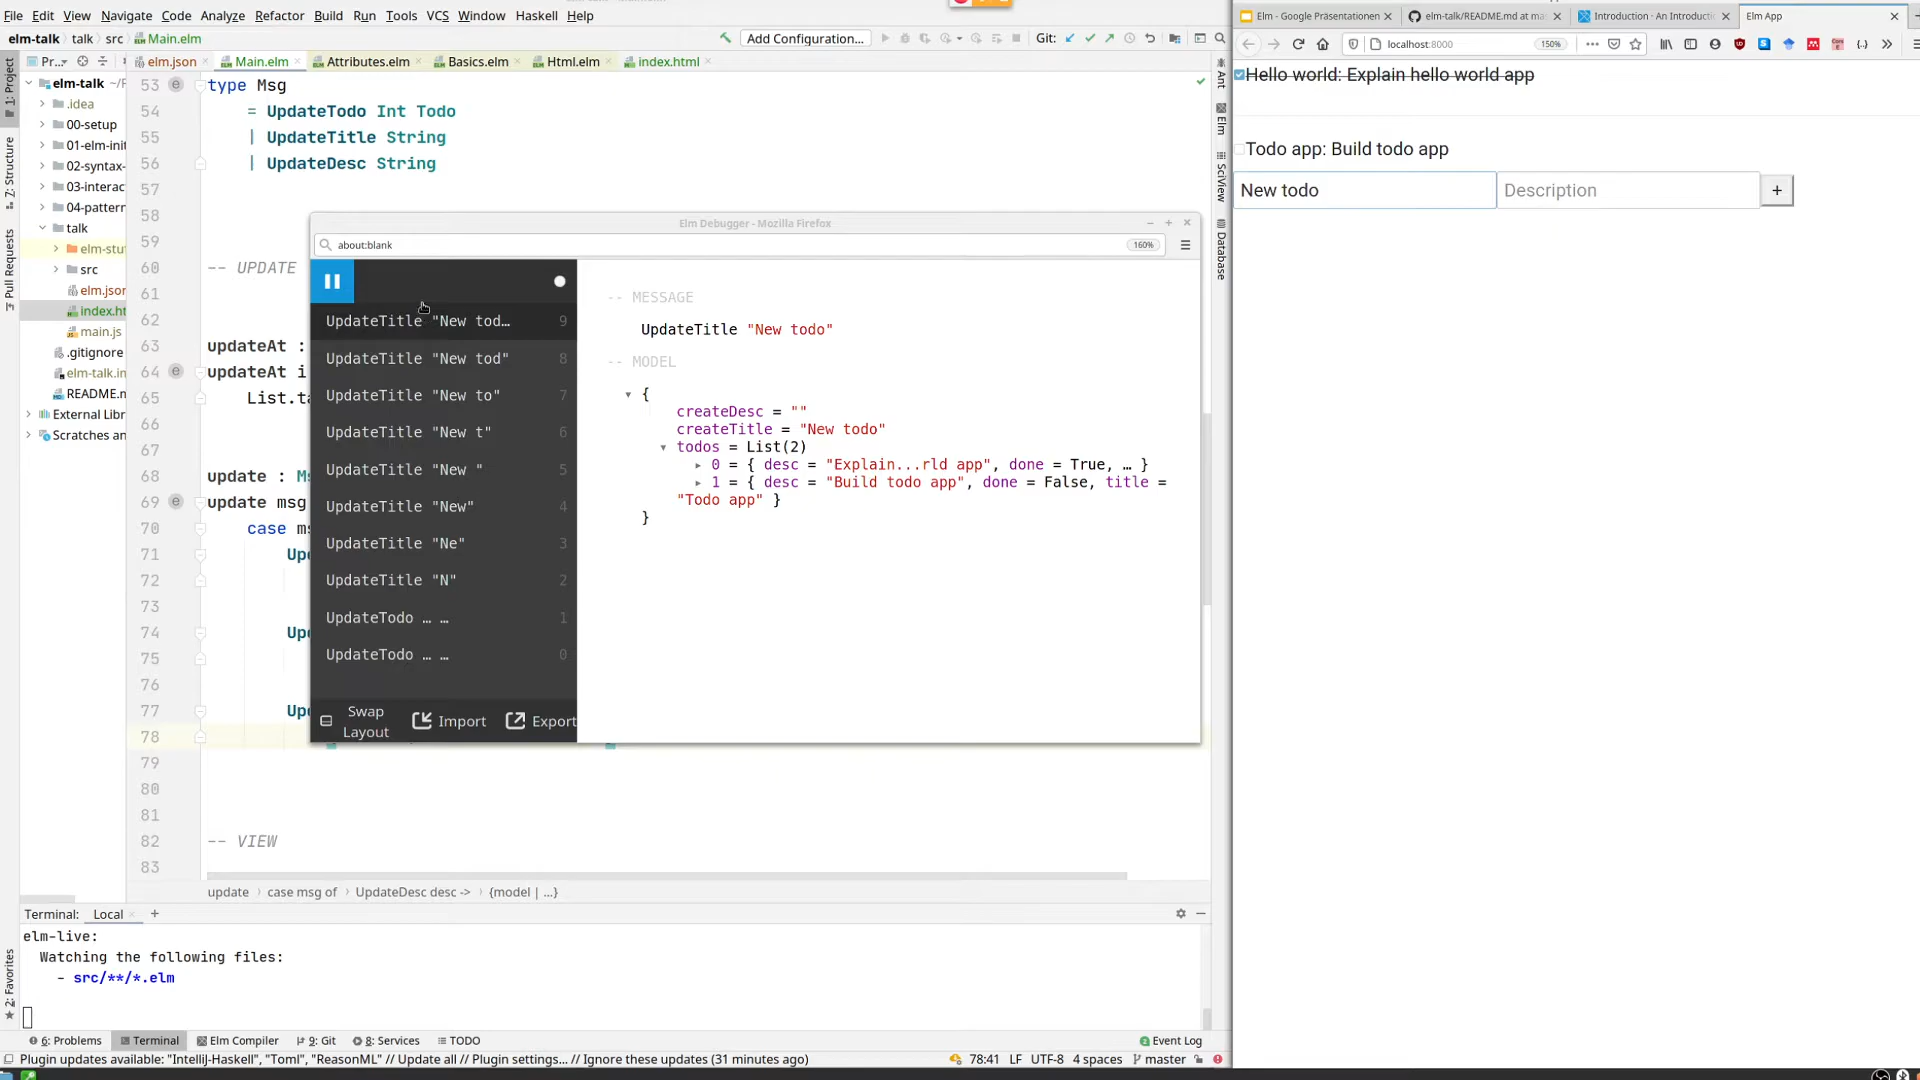 File Edit View Navigate Code Analyze Refactor Build Run Tools VCS Window Haskell Help
elm-talk talk src Main.elm
Add Configuration...
Git:
Pr...
elm.json Main.elm Attributes.elm Basics.elm Html.elm index.html
1: Project
Z: Structure
Pull Requests
2: Favorites
elm-talk
.idea
00-setup
01-elm-init
02-syntax-
03-interac
04-pattern
talk
elm-stu
src
elm.json
index.ht
main.js
.gitignore
elm-talk.in
README.m
External Libr
Scratches an
53 type Msg
54 = UpdateTodo Int Todo
55 | UpdateTitle String
56 | UpdateDesc String
57
58
59
60 -- UPDATE
61
62
63 updateAt :
64 updateAt i
65 List.ta
66
67
68 update : Ms
69 update msg
70 case ms
71 Upd
72
73
74 Upd
75
76
77 Upd
78
79
80
81
82 -- VIEW
83
update case msg of UpdateDesc desc -> {model | ...}
Ant
Elm
SciView
Database
Elm Debugger - Mozilla Firefox
about:blank 160%
UpdateTitle "New tod… 9
UpdateTitle "New tod" 8
UpdateTitle "New to" 7
UpdateTitle "New t" 6
UpdateTitle "New " 5
UpdateTitle "New" 4
UpdateTitle "Ne" 3
UpdateTitle "N" 2
UpdateTodo … … 1
UpdateTodo … … 0
Swap Layout
Import
Export
-- MESSAGE
UpdateTitle "New todo"
-- MODEL
{
createDesc = ""
createTitle = "New todo"
todos = List(2)
0 = { desc = "Explain...rld app", done = True, … }
1 = { desc = "Build todo app", done = False, title =
"Todo app" }
}
Terminal: Local +
elm-live:
Watching the following files:
- src/**/*.elm
6: Problems Terminal Elm Compiler 9: Git 8: Services TODO Event Log
Plugin updates available: "IntelliJ-Haskell", "Toml", "ReasonML" // Update all // Plugin settings... // Ignore these updates (31 minutes ago)
78:41 LF UTF-8 4 spaces master
Elm - Google Präsentationen
elm-talk/README.md at ma
Introduction - An Introducti
Elm App
localhost:8000 150%
Hello world: Explain hello world app
Todo app: Build todo app
New todo Description +